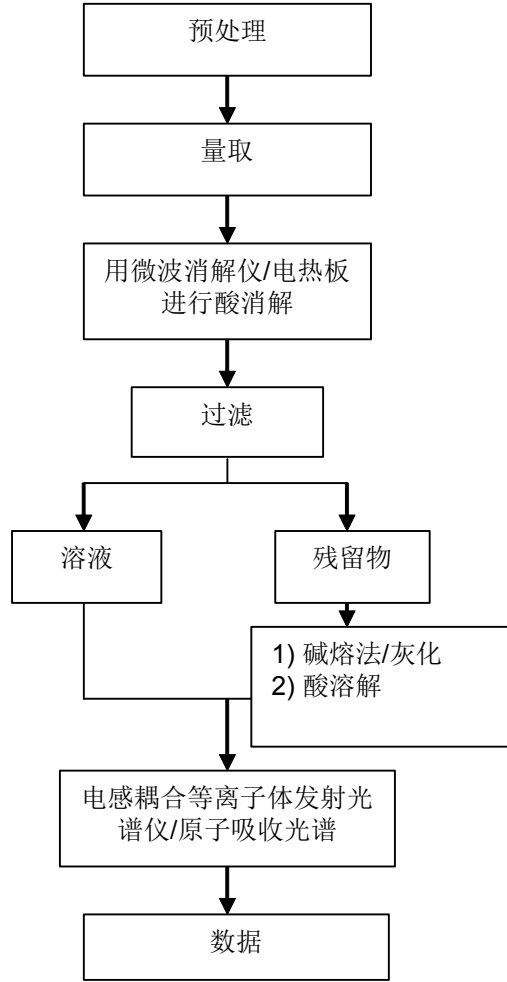 预处理
量取
用微波消解仪/电热板
进行酸消解
过滤
溶液
残留物
1) 碱熔法/灰化
2) 酸溶解
电感耦合等离子体发射光
谱仪/原子吸收光谱
数据